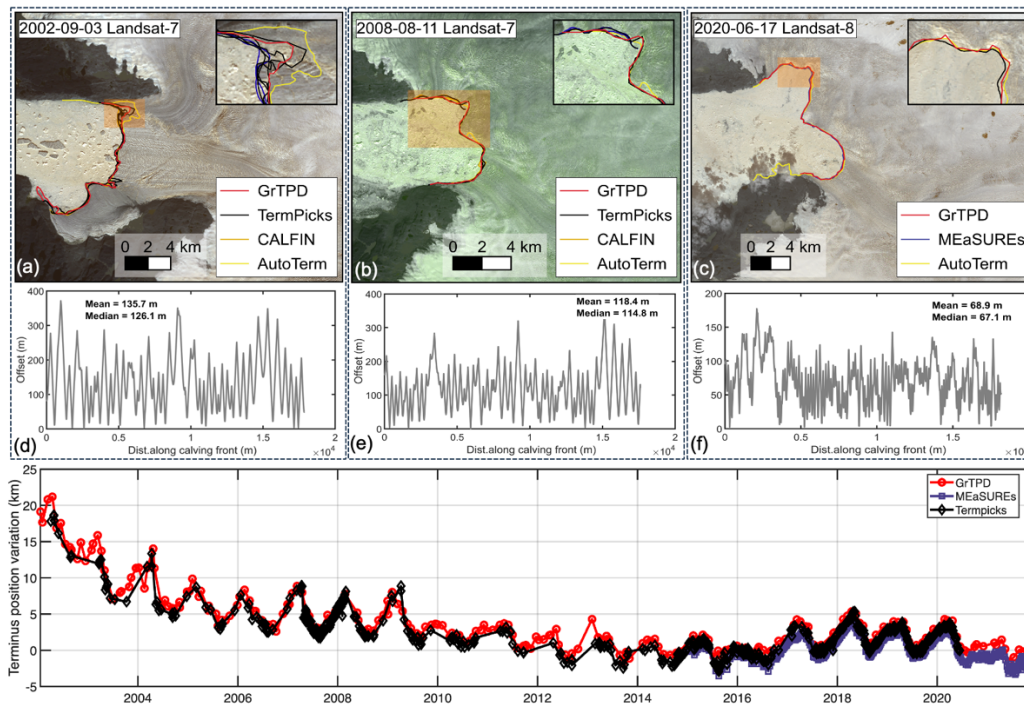 2002-09-03 Landsat-7
GrTPD
TermPicks
CALFIN
AutoTerm
0 2 4 km
(a)
2008-08-11 Landsat-7
GrTPD
TermPicks
CALFIN
AutoTerm
0 2 4 km
(b)
2020-06-17 Landsat-8
GrTPD
MEaSUREs
AutoTerm
0 2 4 km
(c)
400
300
200
100
0
Offset (m)
Mean = 135.7 m
Median = 126.1 m
0 0.5 1 1.5 2
Dist.along calving front (m)
×10⁴
(d)
400
300
200
100
0
Offset (m)
Mean = 118.4 m
Median = 114.8 m
0 0.5 1 1.5 2
Dist.along calving front (m)
×10⁴
(e)
200
150
100
50
0
Offset (m)
Mean = 68.9 m
Median = 67.1 m
0 0.5 1 1.5 2
Dist.along calving front (m)
×10⁴
(f)
25
20
15
10
5
0
-5
Terminus position variation (km)
GrTPD
MEaSUREs
Termpicks
2004 2006 2008 2010 2012 2014 2016 2018 2020